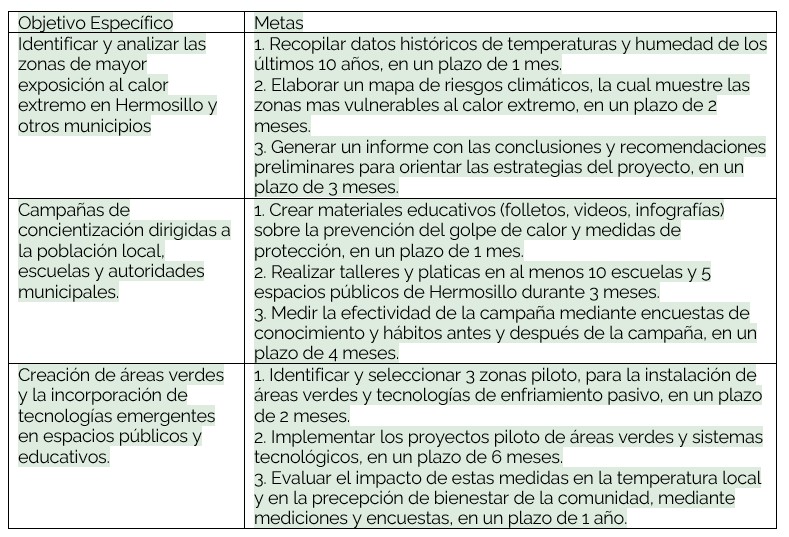 Objetivo Específico
Metas
Identificar y analizar las
zonas de mayor
exposición al calor
extremo en Hermosillo y
otros municipios
1. Recopilar datos históricos de temperaturas y humedad de los
últimos 10 años, en un plazo de 1 mes.
2. Elaborar un mapa de riesgos climáticos, la cual muestre las
zonas mas vulnerables al calor extremo, en un plazo de 2
meses.
3. Generar un informe con las conclusiones y recomendaciones
preliminares para orientar las estrategias del proyecto, en un
plazo de 3 meses.
Campañas de
concientización dirigidas a
la población local,
escuelas y autoridades
municipales.
1. Crear materiales educativos (folletos, videos, infografías)
sobre la prevención del golpe de calor y medidas de
protección, en un plazo de 1 mes.
2. Realizar talleres y platicas en al menos 10 escuelas y 5
espacios públicos de Hermosillo durante 3 meses.
3. Medir la efectividad de la campaña mediante encuestas de
conocimiento y hábitos antes y después de la campaña, en un
plazo de 4 meses.
Creación de áreas verdes
y la incorporación de
tecnologías emergentes
en espacios públicos y
educativos.
1. Identificar y seleccionar 3 zonas piloto, para la instalación de
áreas verdes y tecnologías de enfriamiento pasivo, en un plazo
de 2 meses.
2. Implementar los proyectos piloto de áreas verdes y sistemas
tecnológicos, en un plazo de 6 meses.
3. Evaluar el impacto de estas medidas en la temperatura local
y en la precepción de bienestar de la comunidad, mediante
mediciones y encuestas, en un plazo de 1 año.